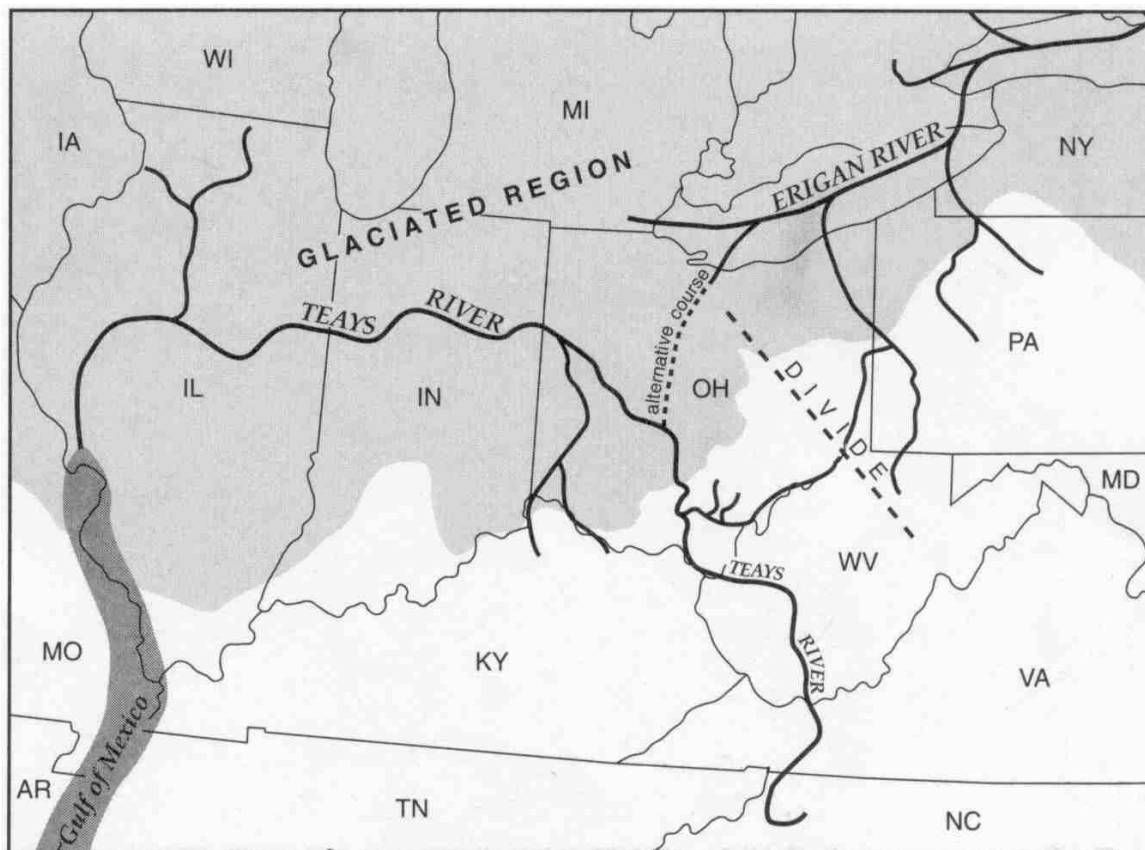 WI
MI
IA
NY
GLACIATED REGION
ERIGAN RIVER
TEAYS RIVER
alternative course
PA
IL
IN
OH
DIVIDE
MD
WV
TEAYS RIVER
MO
KY
VA
Gulf of Mexico
AR
TN
NC